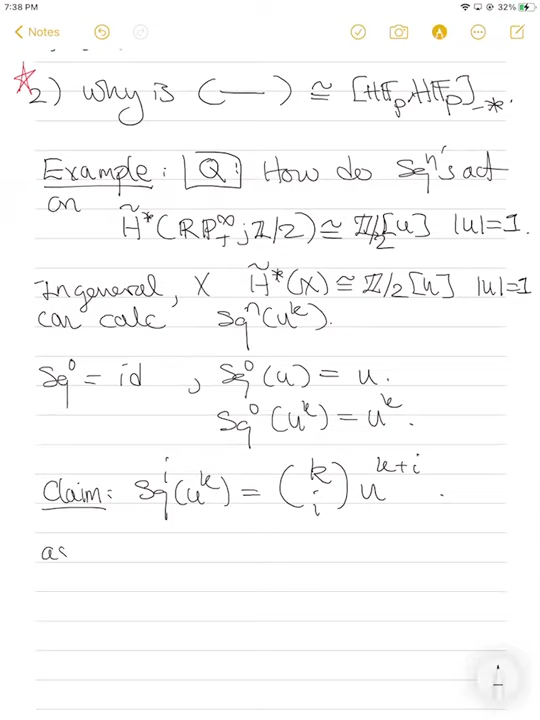 7:38 PM
32%
Notes
2) Why is ( — ) ≅ [HF_p, HF_p]_-*.
Example: Q: How do Sq^n's act
on H̃*(RP^∞_+; Z/2) ≅ Z/2[u] |u|=1.
In general, X H̃*(X) ≅ Z/2[u] |u|=1
can calc Sq^n(u^k).
Sq^0 = id , Sq^0(u) = u.
Sq^0(u^k) = u^k.
Claim: Sq^i(u^k) = (k i) u^{k+i}.
as